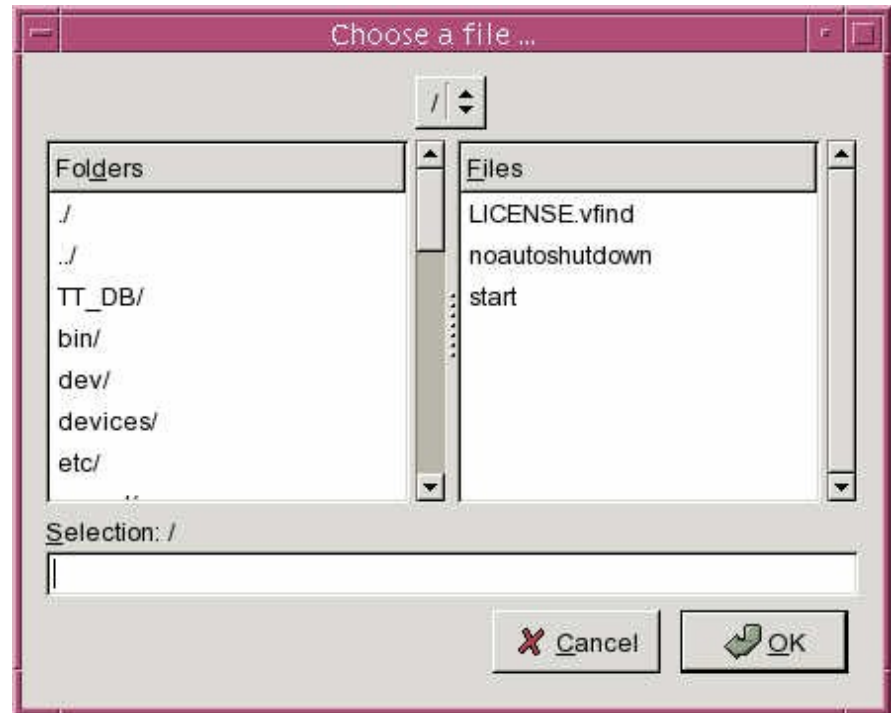 Choose a file ...
/
Folders
./
../
TT_DB/
bin/
dev/
devices/
etc/
Files
LICENSE.vfind
noautoshutdown
start
Selection: /
Cancel
OK